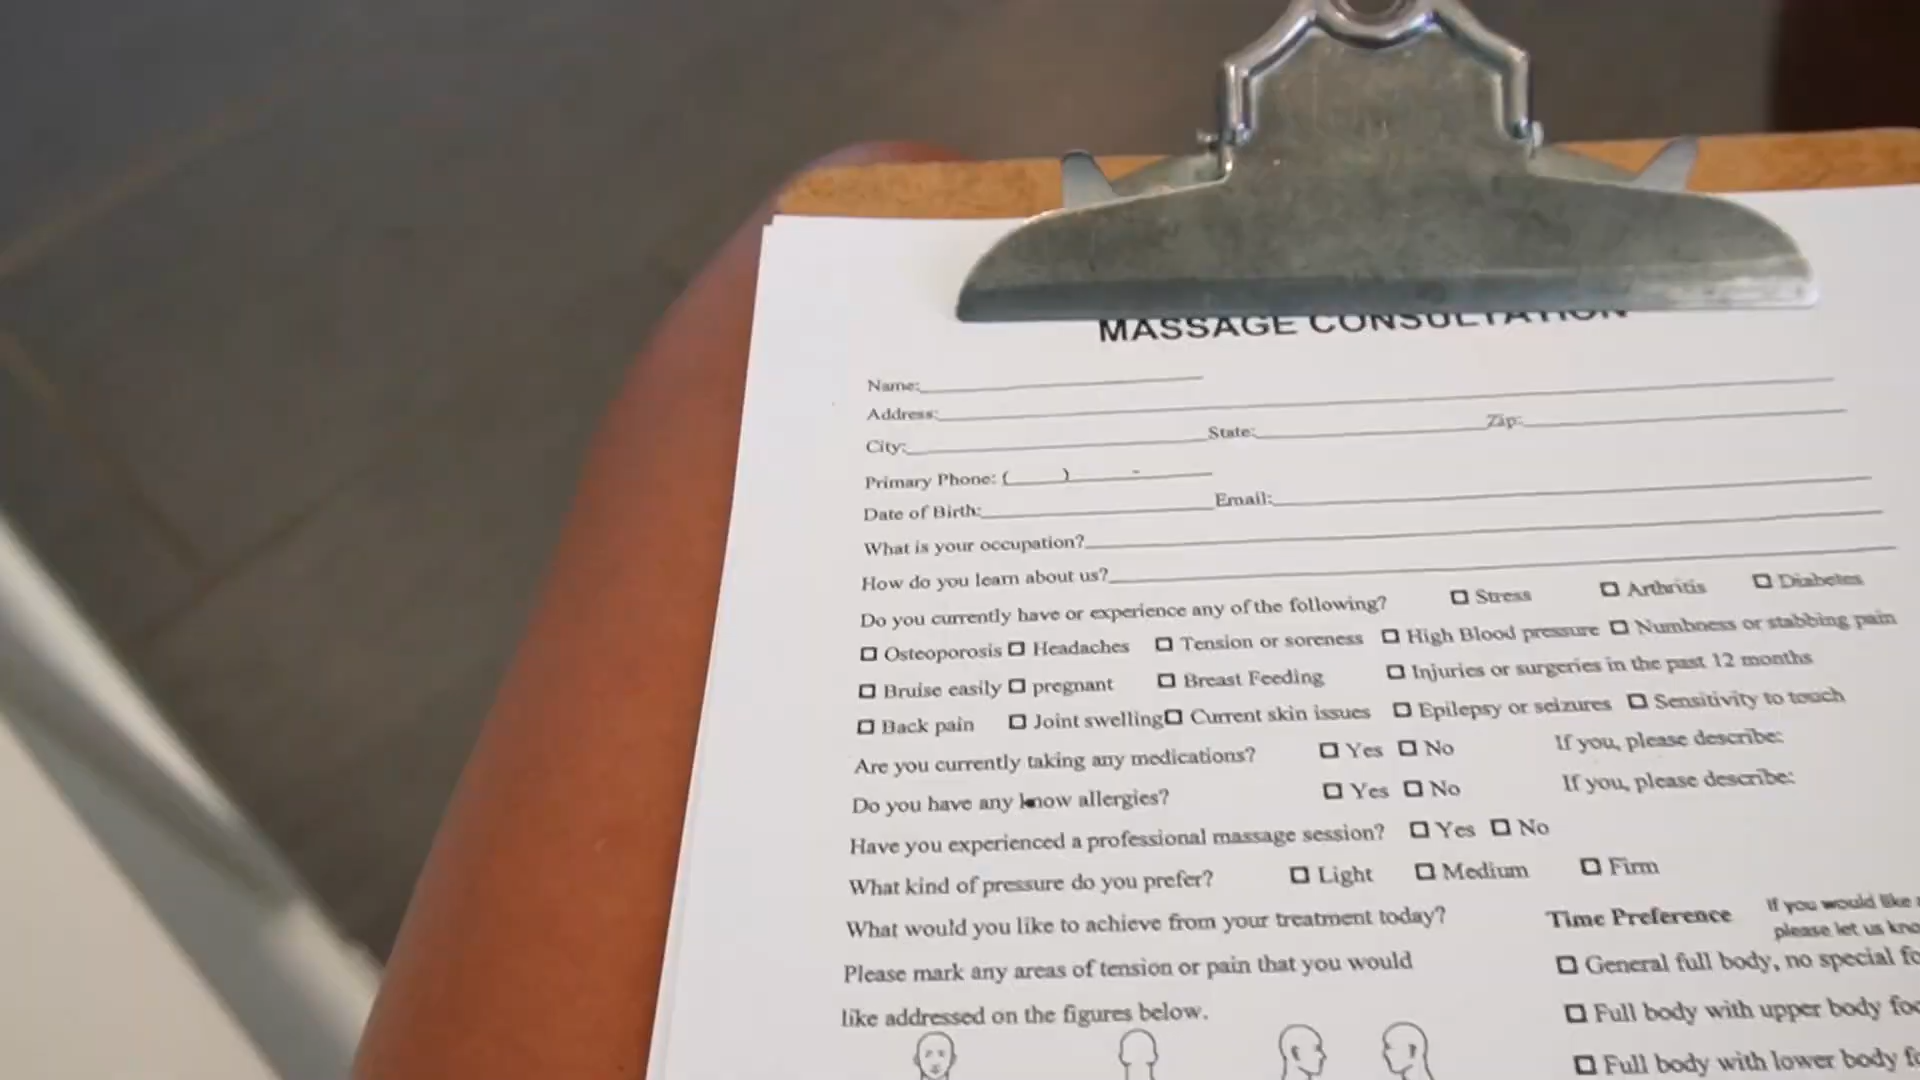 MASSAGE CONSULTATION
Name:
Address:
City: State: Zip:
Primary Phone: ( ) -
Date of Birth: Email:
What is your occupation?
How do you learn about us?
Do you currently have or experience any of the following? Stress Arthritis Diabetes
Osteoporosis Headaches Tension or soreness High Blood pressure Numbness or stabbing pain
Bruise easily pregnant Breast Feeding Injuries or surgeries in the past 12 months
Back pain Joint swelling Current skin issues Epilepsy or seizures Sensitivity to touch
Are you currently taking any medications? Yes No If you, please describe:
Do you have any know allergies? Yes No If you, please describe:
Have you experienced a professional massage session? Yes No
What kind of pressure do you prefer? Light Medium Firm
What would you like to achieve from your treatment today? Time Preference If you would like
please let us
Please mark any areas of tension or pain that you would General full body, no special
like addressed on the figures below. Full body with upper body
Full body with lower body